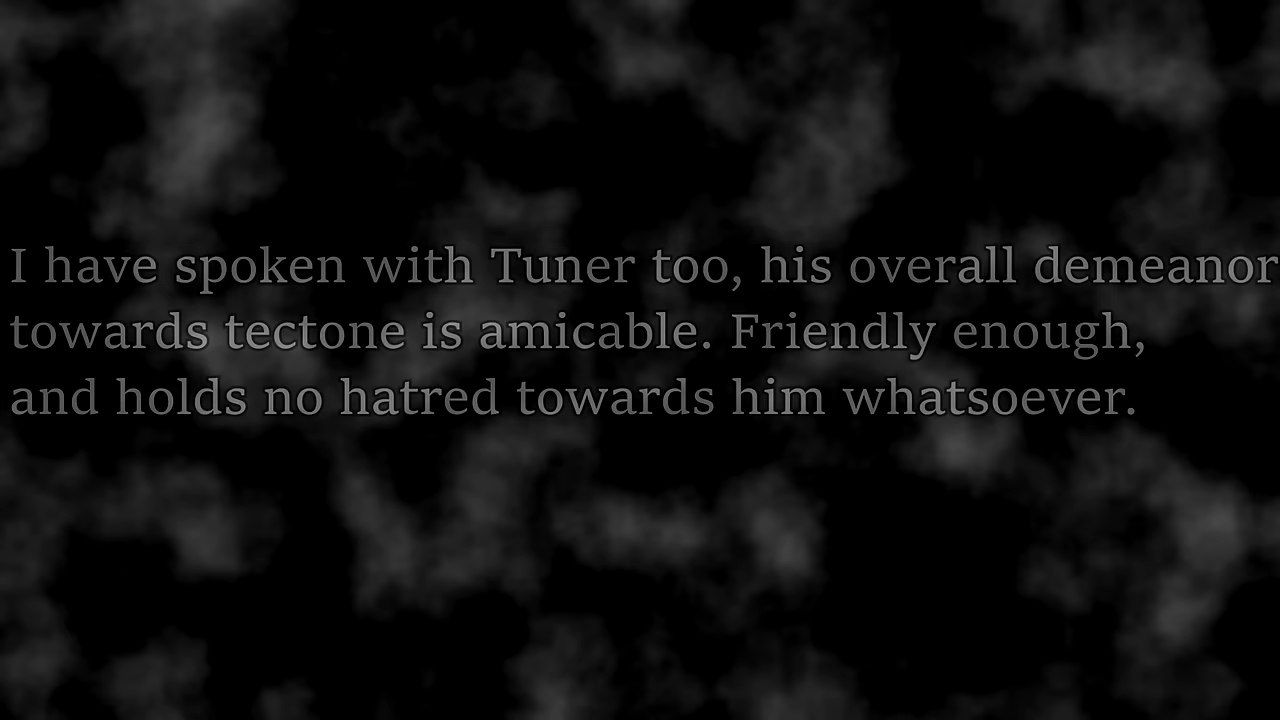 I have spoken with Tuner too, his overall demeanor
towards tectone is amicable. Friendly enough,
and holds no hatred towards him whatsoever.